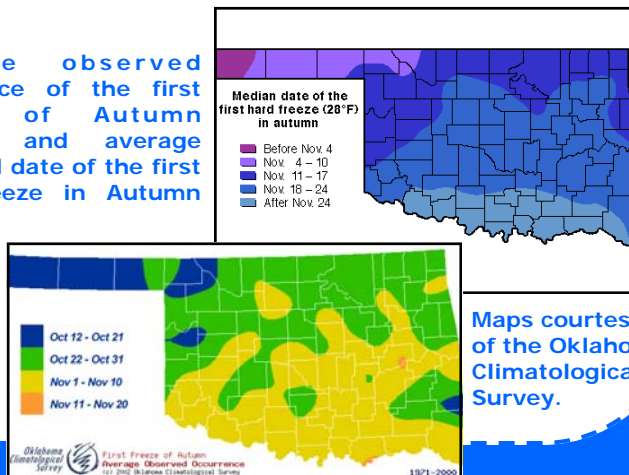 e observed
ce of the first
of Autumn
and average
date of the first
eeze in Autumn
Median date of the
first hard freeze (28°F)
in autumn
Before Nov. 4
Nov. 4 – 10
Nov. 11 – 17
Nov. 18 – 24
After Nov. 24
Oct 12 - Oct 21
Oct 22 - Oct 31
Nov 1 - Nov 10
Nov 11 - Nov 20
Oklahoma
Climatological
Survey
First Freeze of Autumn
Average Observed Occurrence
(c) 2002 Oklahoma Climatological Survey
1971-2000
Maps courtes
of the Oklaho
Climatologica
Survey.